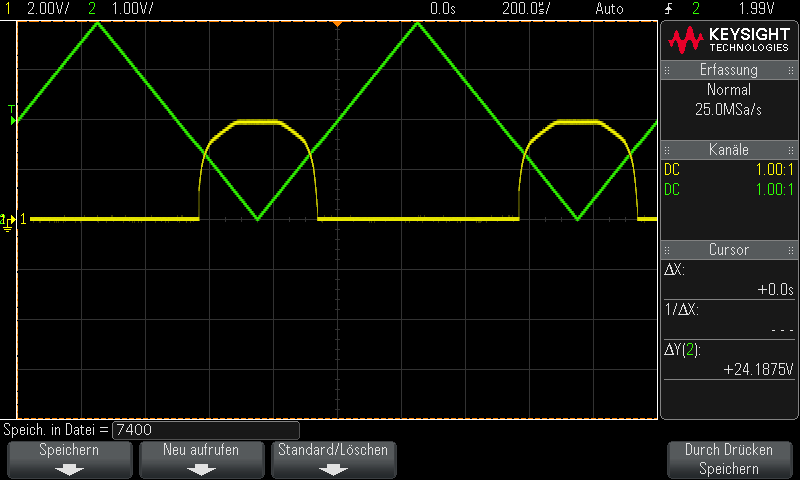 1 2.00V/ 2 1.00V/ 0.0s 200.0us/ Auto 2 1.99V
KEYSIGHT
TECHNOLOGIES
Erfassung
Normal
25.0MSa/s
Kanäle
DC 1.00:1
DC 1.00:1
T
1
Cursor
ΔX:
+0.0s
1/ΔX:
- - -
ΔY(2):
+24.1875V
Speich. in Datei = 7400
Speichern
Neu aufrufen
Standard/Löschen
Durch Drücken
Speichern